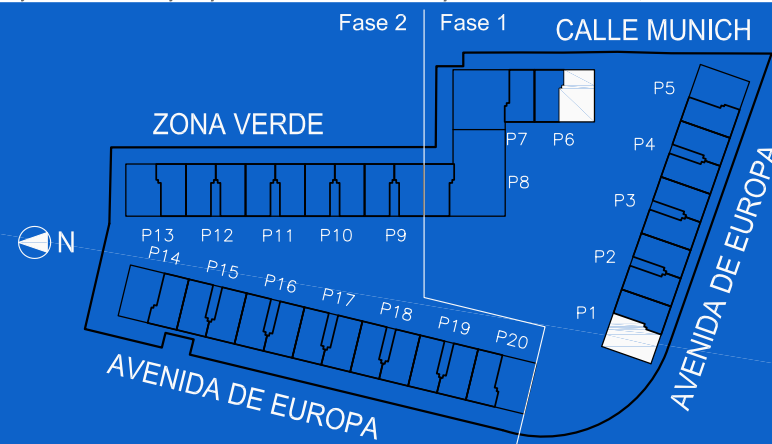 Fase 2
Fase 1
CALLE MUNICH
ZONA VERDE
P5
P7
P6
P4
P8
P3
P13
P12
P11
P10
P9
N
P2
P14
P15
P16
P17
P18
P19
P20
P1
AVENIDA DE EUROPA
AVENIDA DE EUROPA